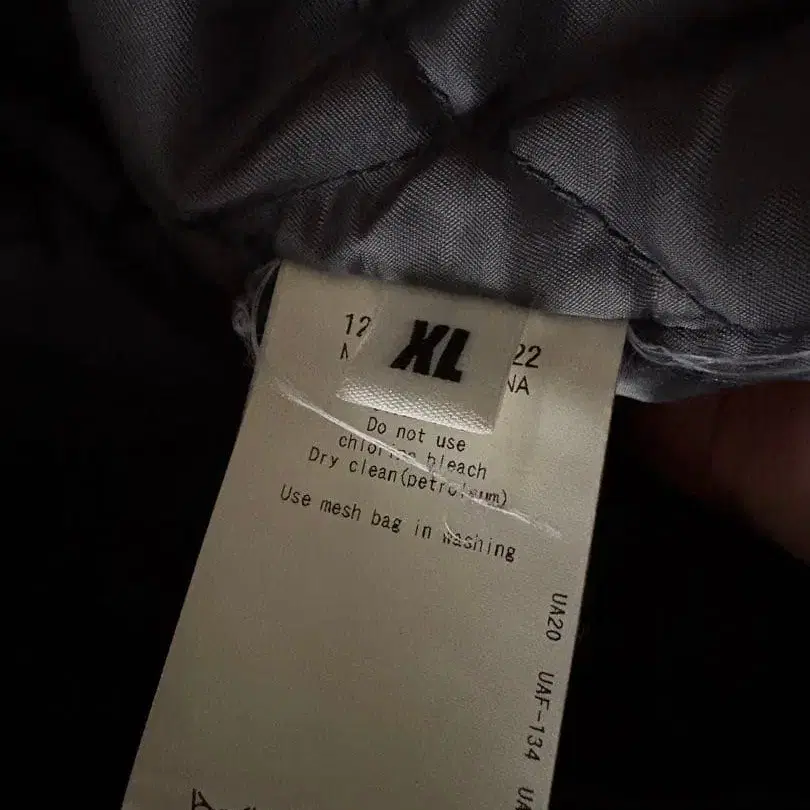 XL
12
22
NA
Do not use
chlorine bleach
Dry clean(petroleum)
Use mesh bag in washing
UA20 UAF-134 UA